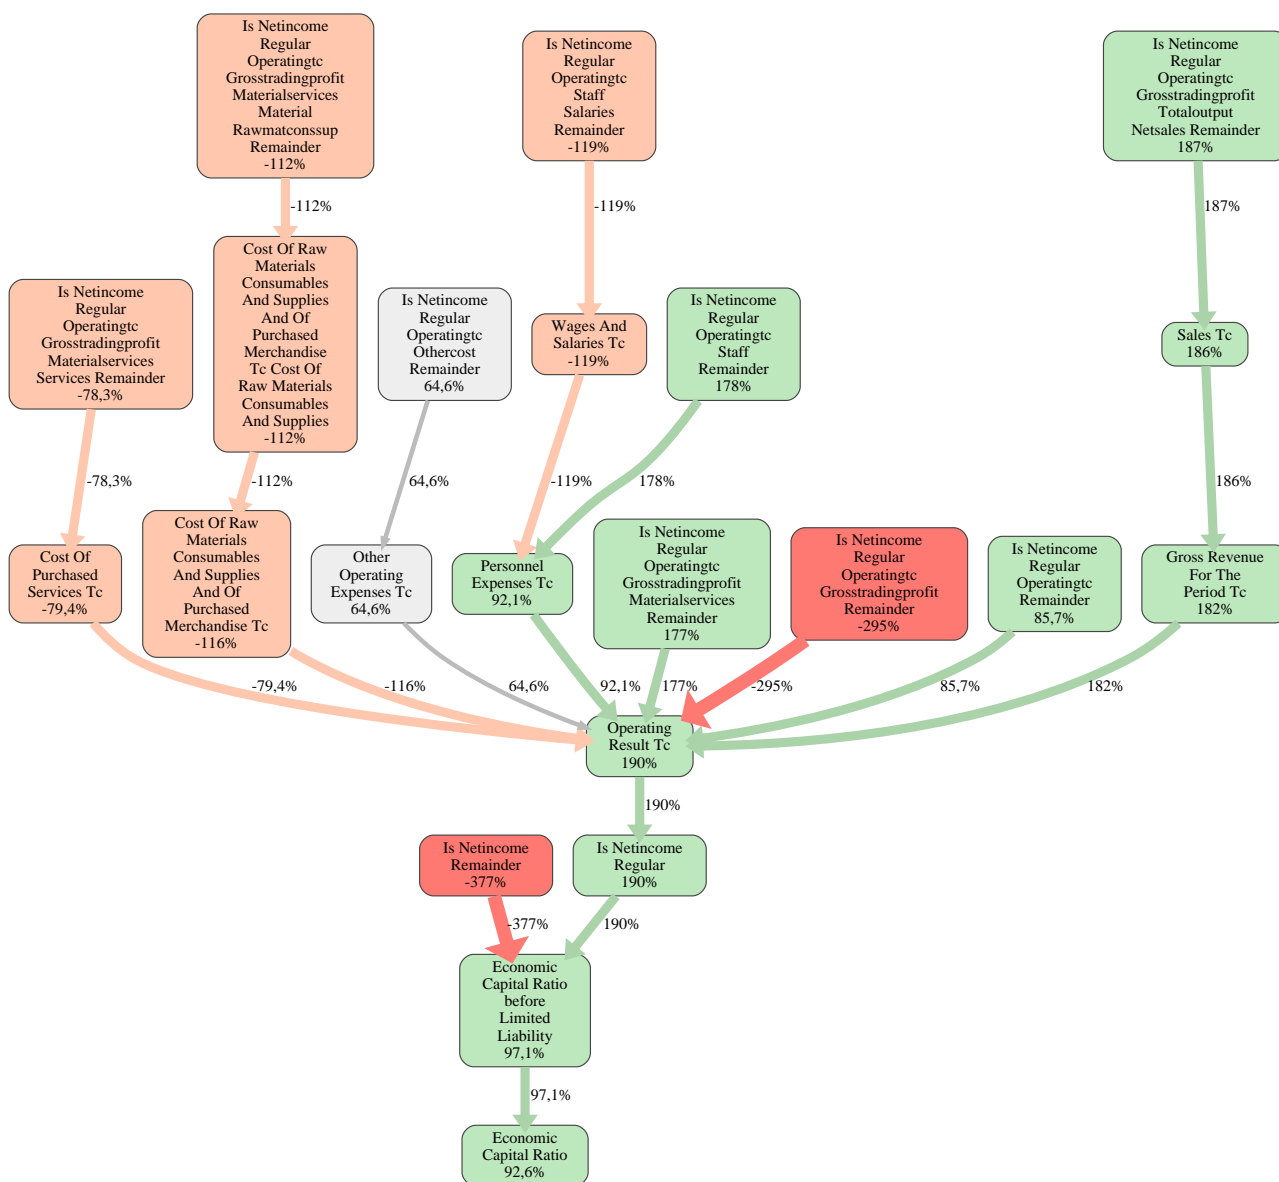 Is Netincome
Regular
Operatingtc
Grosstradingprofit
Materialservices
Material
Rawmatconssup
Remainder
-112%
Is Netincome
Regular
Operatingtc
Staff
Salaries
Remainder
-119%
Is Netincome
Regular
Operatingtc
Grosstradingprofit
Totaloutput
Netsales Remainder
187%
-112%
-119%
187%
Cost Of Raw
Materials
Consumables
And Supplies
And Of
Purchased
Merchandise
Tc Cost Of
Raw Materials
Consumables
And Supplies
-112%
Is Netincome
Regular
Operatingtc
Grosstradingprofit
Materialservices
Services Remainder
-78,3%
Is Netincome
Regular
Operatingtc
Othercost
Remainder
64,6%
Wages And
Salaries Tc
-119%
Is Netincome
Regular
Operatingtc
Staff
Remainder
178%
Sales Tc
186%
-78,3%
-112%
64,6%
-119%
178%
186%
Cost Of
Purchased
Services Tc
-79,4%
Cost Of Raw
Materials
Consumables
And Supplies
And Of
Purchased
Merchandise Tc
-116%
Other
Operating
Expenses Tc
64,6%
Personnel
Expenses Tc
92,1%
Is Netincome
Regular
Operatingtc
Grosstradingprofit
Materialservices
Remainder
177%
Is Netincome
Regular
Operatingtc
Grosstradingprofit
Remainder
-295%
Is Netincome
Regular
Operatingtc
Remainder
85,7%
Gross Revenue
For The
Period Tc
182%
-79,4%
-116%
64,6%
92,1%
177%
-295%
85,7%
182%
Operating
Result Tc
190%
190%
Is Netincome
Remainder
-377%
Is Netincome
Regular
190%
-377%
190%
Economic
Capital Ratio
before
Limited
Liability
97,1%
97,1%
Economic
Capital Ratio
92,6%